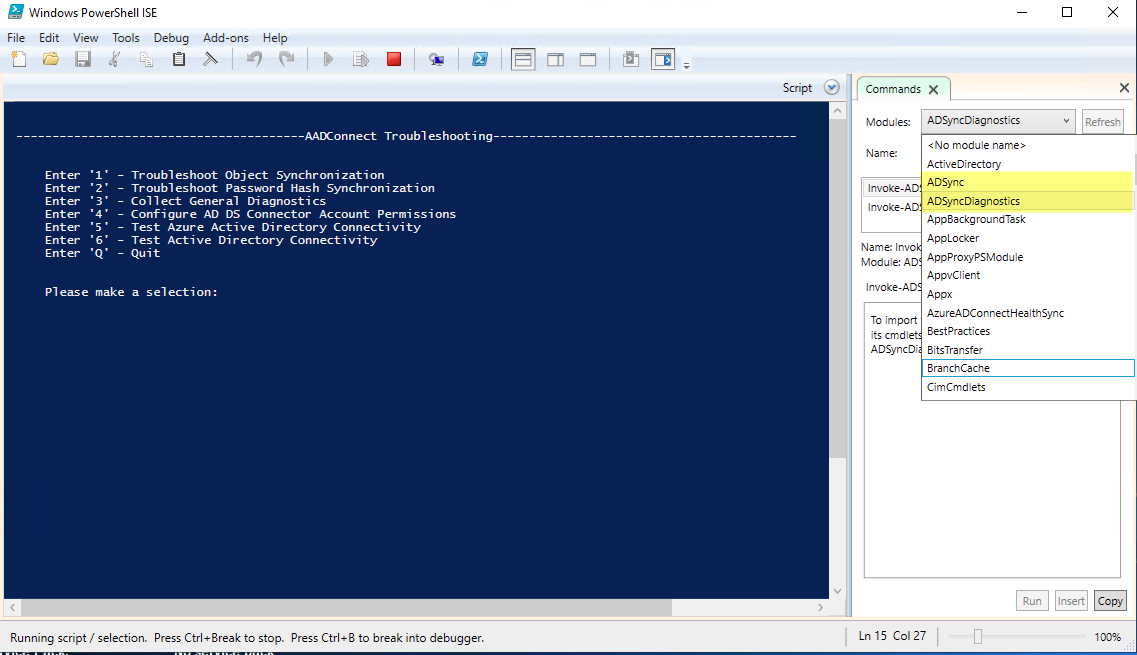 Windows PowerShell ISE
File Edit View Tools Debug Add-ons Help
Script
-----------------------------------------AADConnect Troubleshooting------------------------------------------
Enter '1' - Troubleshoot Object Synchronization
Enter '2' - Troubleshoot Password Hash Synchronization
Enter '3' - Collect General Diagnostics
Enter '4' - Configure AD DS Connector Account Permissions
Enter '5' - Test Azure Active Directory Connectivity
Enter '6' - Test Active Directory Connectivity
Enter 'Q' - Quit
Please make a selection:
Commands
Modules: ADSyncDiagnostics Refresh
Name:
<No module name>
ActiveDirectory
ADSync
ADSyncDiagnostics
AppBackgroundTask
AppLocker
AppProxyPSModule
AppvClient
Appx
AzureADConnectHealthSync
BestPractices
BitsTransfer
BranchCache
CimCmdlets
Invoke-ADS
Invoke-ADS
Name: Invok
Module: ADS
Invoke-ADS
To import
its cmdlets
ADSyncDia
Run Insert Copy
Running script / selection. Press Ctrl+Break to stop. Press Ctrl+B to break into debugger.
Ln 15 Col 27
100%